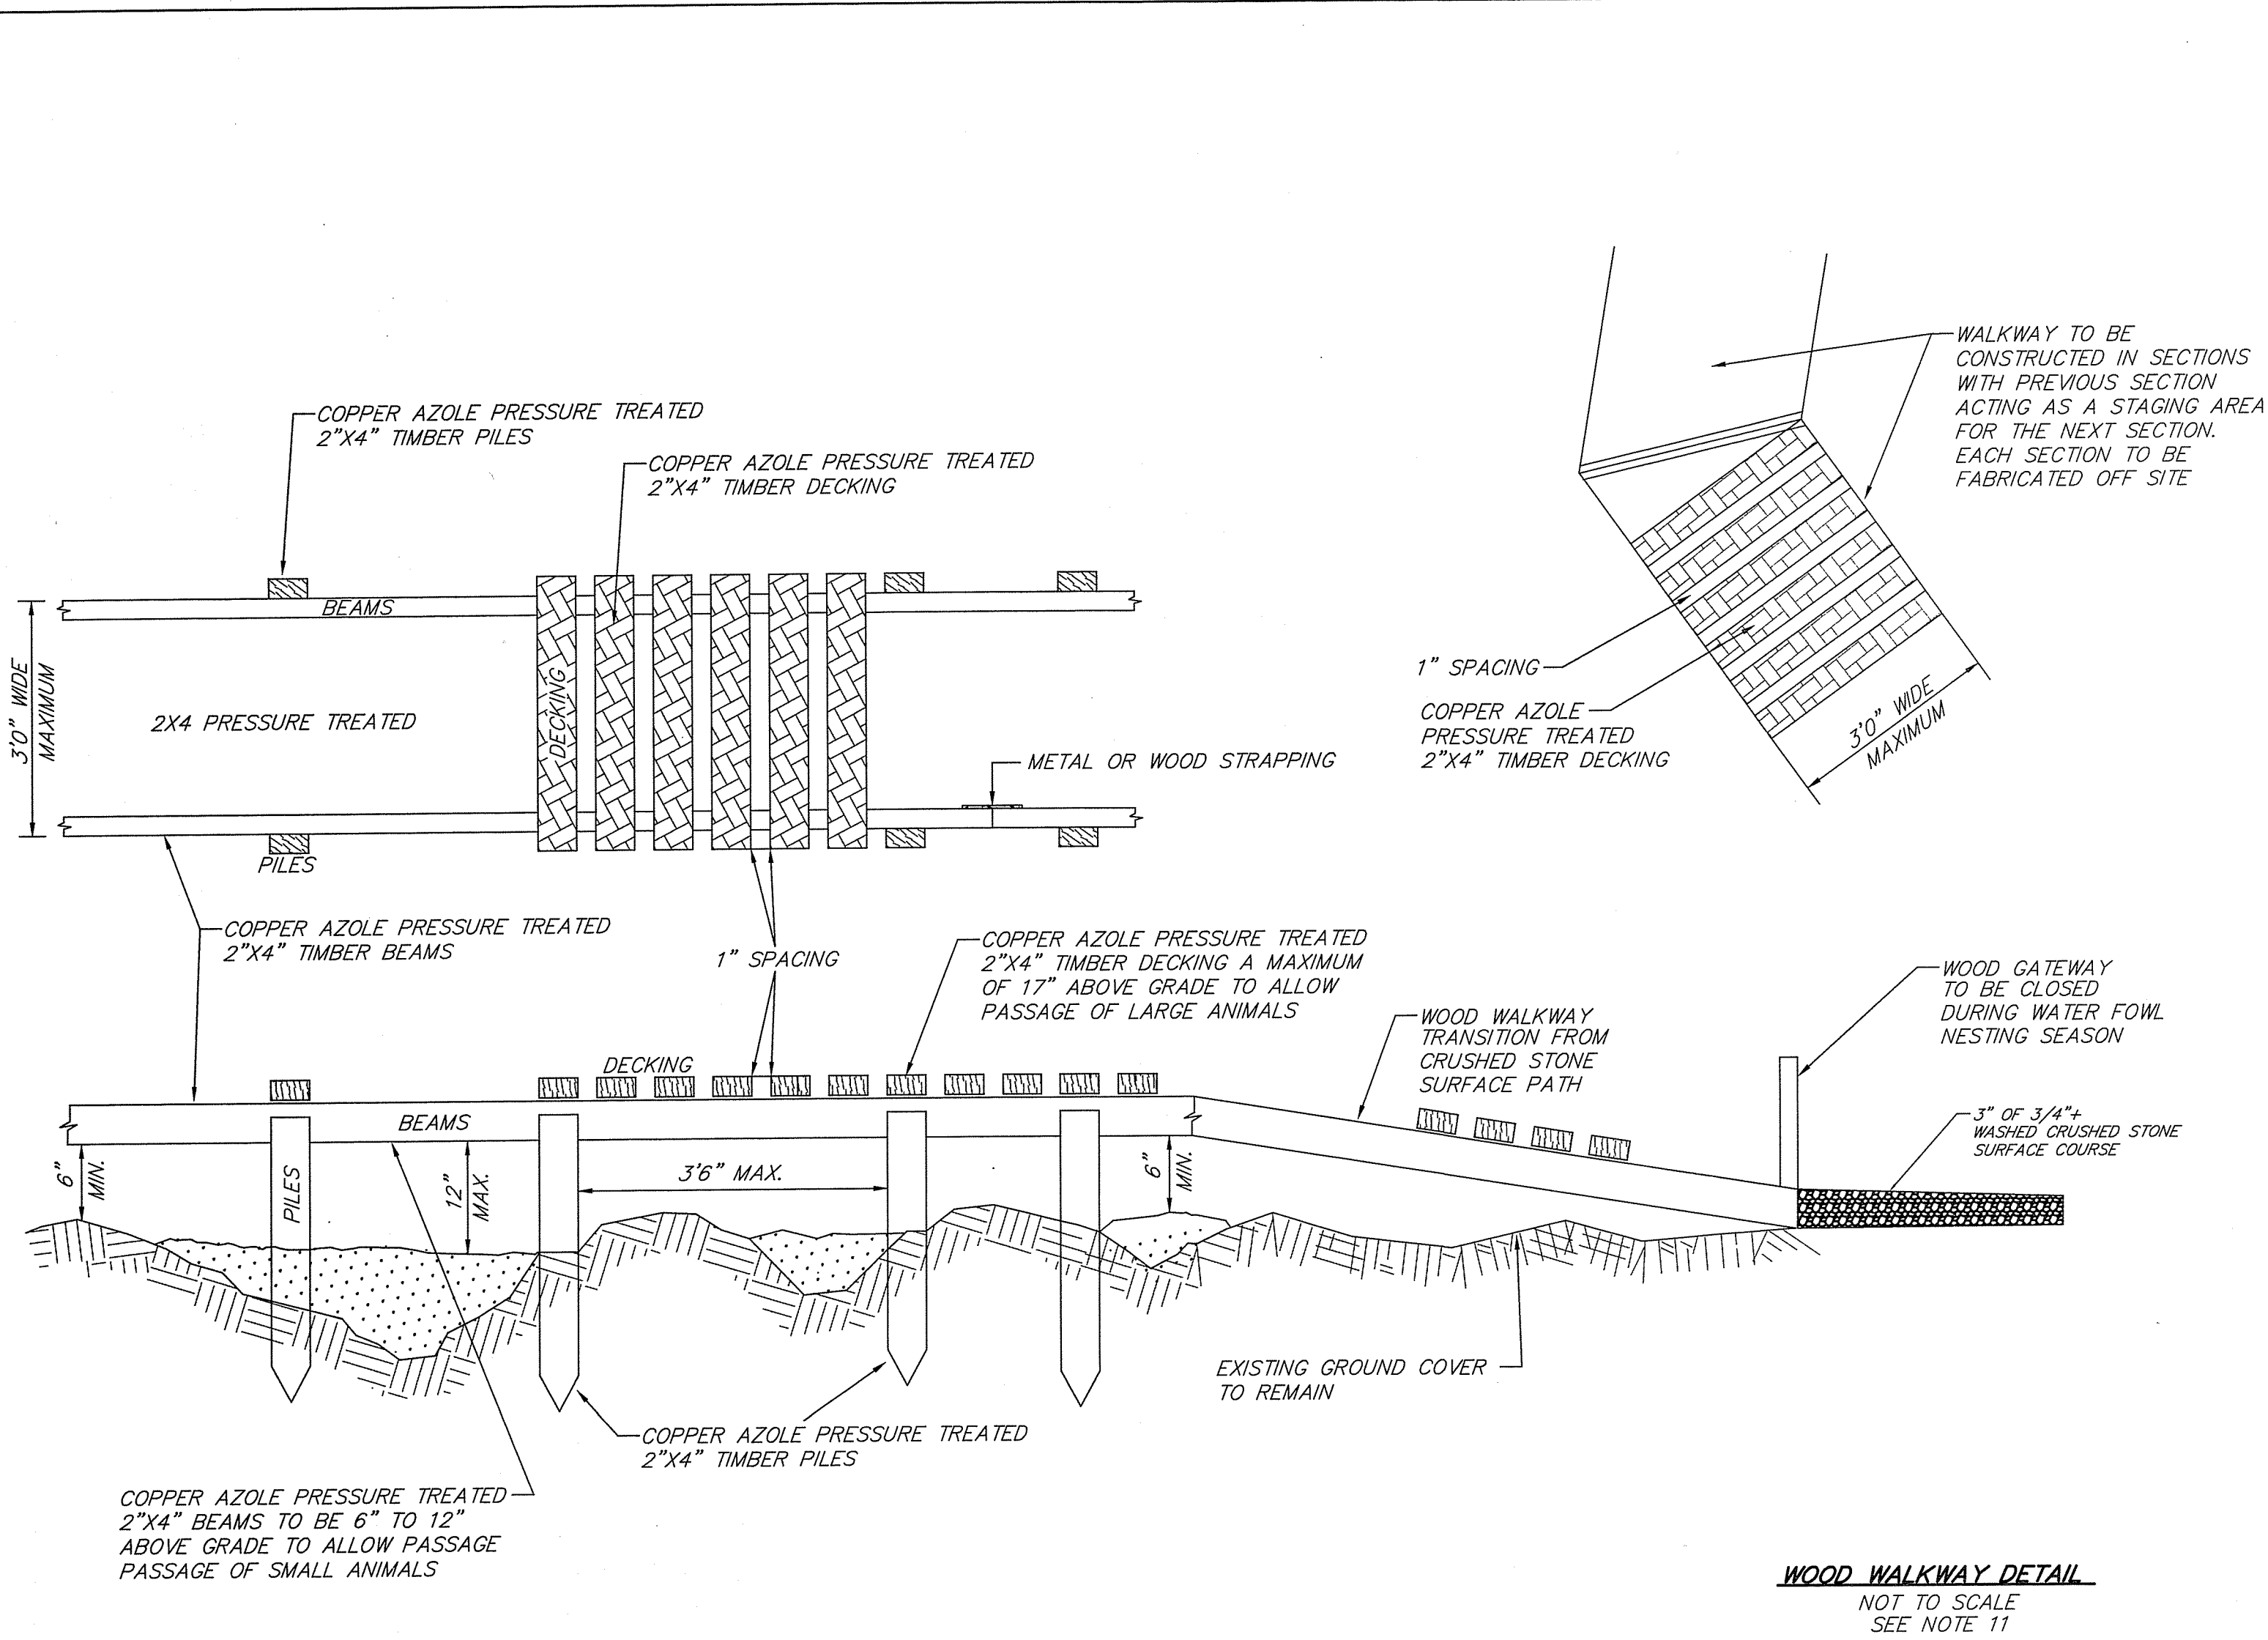 COPPER AZOLE PRESSURE TREATED
2"X4" TIMBER PILES
COPPER AZOLE PRESSURE TREATED
2"X4" TIMBER DECKING
BEAMS
3'0" WIDE
MAXIMUM
2X4 PRESSURE TREATED
DECKING
METAL OR WOOD STRAPPING
PILES
WALKWAY TO BE
CONSTRUCTED IN SECTIONS
WITH PREVIOUS SECTION
ACTING AS A STAGING AREA
FOR THE NEXT SECTION.
EACH SECTION TO BE
FABRICATED OFF SITE
1" SPACING
COPPER AZOLE
PRESSURE TREATED
2"X4" TIMBER DECKING
3'0" WIDE
MAXIMUM
COPPER AZOLE PRESSURE TREATED
2"X4" TIMBER BEAMS
1" SPACING
COPPER AZOLE PRESSURE TREATED
2"X4" TIMBER DECKING A MAXIMUM
OF 17" ABOVE GRADE TO ALLOW
PASSAGE OF LARGE ANIMALS
WOOD WALKWAY
TRANSITION FROM
CRUSHED STONE
SURFACE PATH
WOOD GATEWAY
TO BE CLOSED
DURING WATER FOWL
NESTING SEASON
3" OF 3/4"+
WASHED CRUSHED STONE
SURFACE COURSE
DECKING
BEAMS
6"
MIN.
PILES
12"
MAX.
3'6" MAX.
6"
MIN.
EXISTING GROUND COVER
TO REMAIN
COPPER AZOLE PRESSURE TREATED
2"X4" TIMBER PILES
COPPER AZOLE PRESSURE TREATED
2"X4" BEAMS TO BE 6" TO 12"
ABOVE GRADE TO ALLOW PASSAGE
PASSAGE OF SMALL ANIMALS
WOOD WALKWAY DETAIL
NOT TO SCALE
SEE NOTE 11